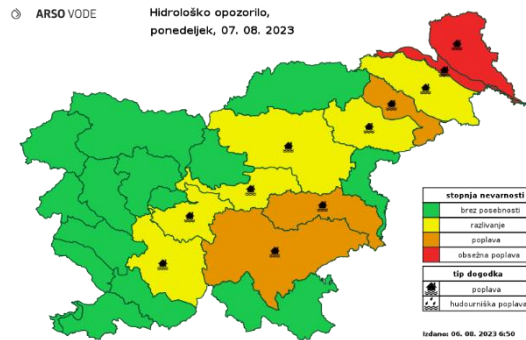 ARSO VODE
Hidrološko opozorilo,
ponedeljek, 07. 08. 2023
stopnja nevarnosti
brez posebnosti
razlivanje
poplava
obsežna poplava
tip dogodka
poplava
hudourniška poplava
Izdano: 06. 08. 2023 6:50